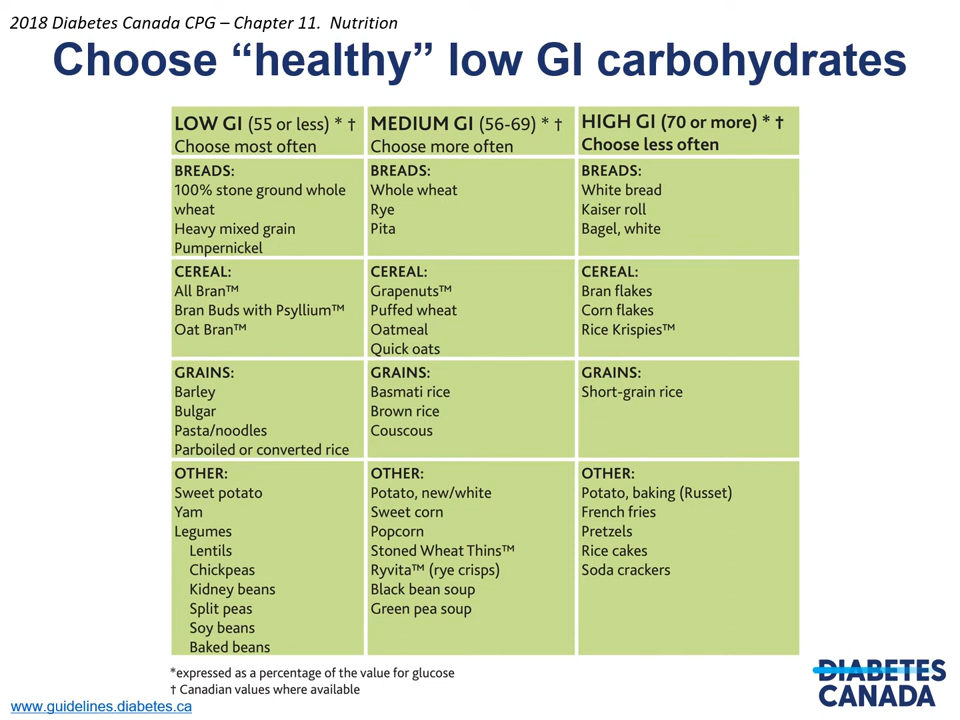 2018 Diabetes Canada CPG – Chapter 11. Nutrition
Choose “healthy” low GI carbohydrates
LOW GI (55 or less) * †
Choose most often
MEDIUM GI (56-69) * †
Choose more often
HIGH GI (70 or more) * †
Choose less often
BREADS:
100% stone ground whole
wheat
Heavy mixed grain
Pumpernickel
BREADS:
Whole wheat
Rye
Pita
BREADS:
White bread
Kaiser roll
Bagel, white
CEREAL:
All Bran™
Bran Buds with Psyllium™
Oat Bran™
CEREAL:
Grapenuts™
Puffed wheat
Oatmeal
Quick oats
CEREAL:
Bran flakes
Corn flakes
Rice Krispies™
GRAINS:
Barley
Bulgar
Pasta/noodles
Parboiled or converted rice
GRAINS:
Basmati rice
Brown rice
Couscous
GRAINS:
Short-grain rice
OTHER:
Sweet potato
Yam
Legumes
Lentils
Chickpeas
Kidney beans
Split peas
Soy beans
Baked beans
OTHER:
Potato, new/white
Sweet corn
Popcorn
Stoned Wheat Thins™
Ryvita™ (rye crisps)
Black bean soup
Green pea soup
OTHER:
Potato, baking (Russet)
French fries
Pretzels
Rice cakes
Soda crackers
*expressed as a percentage of the value for glucose
† Canadian values where available
www.guidelines.diabetes.ca
DIABETES
CANADA